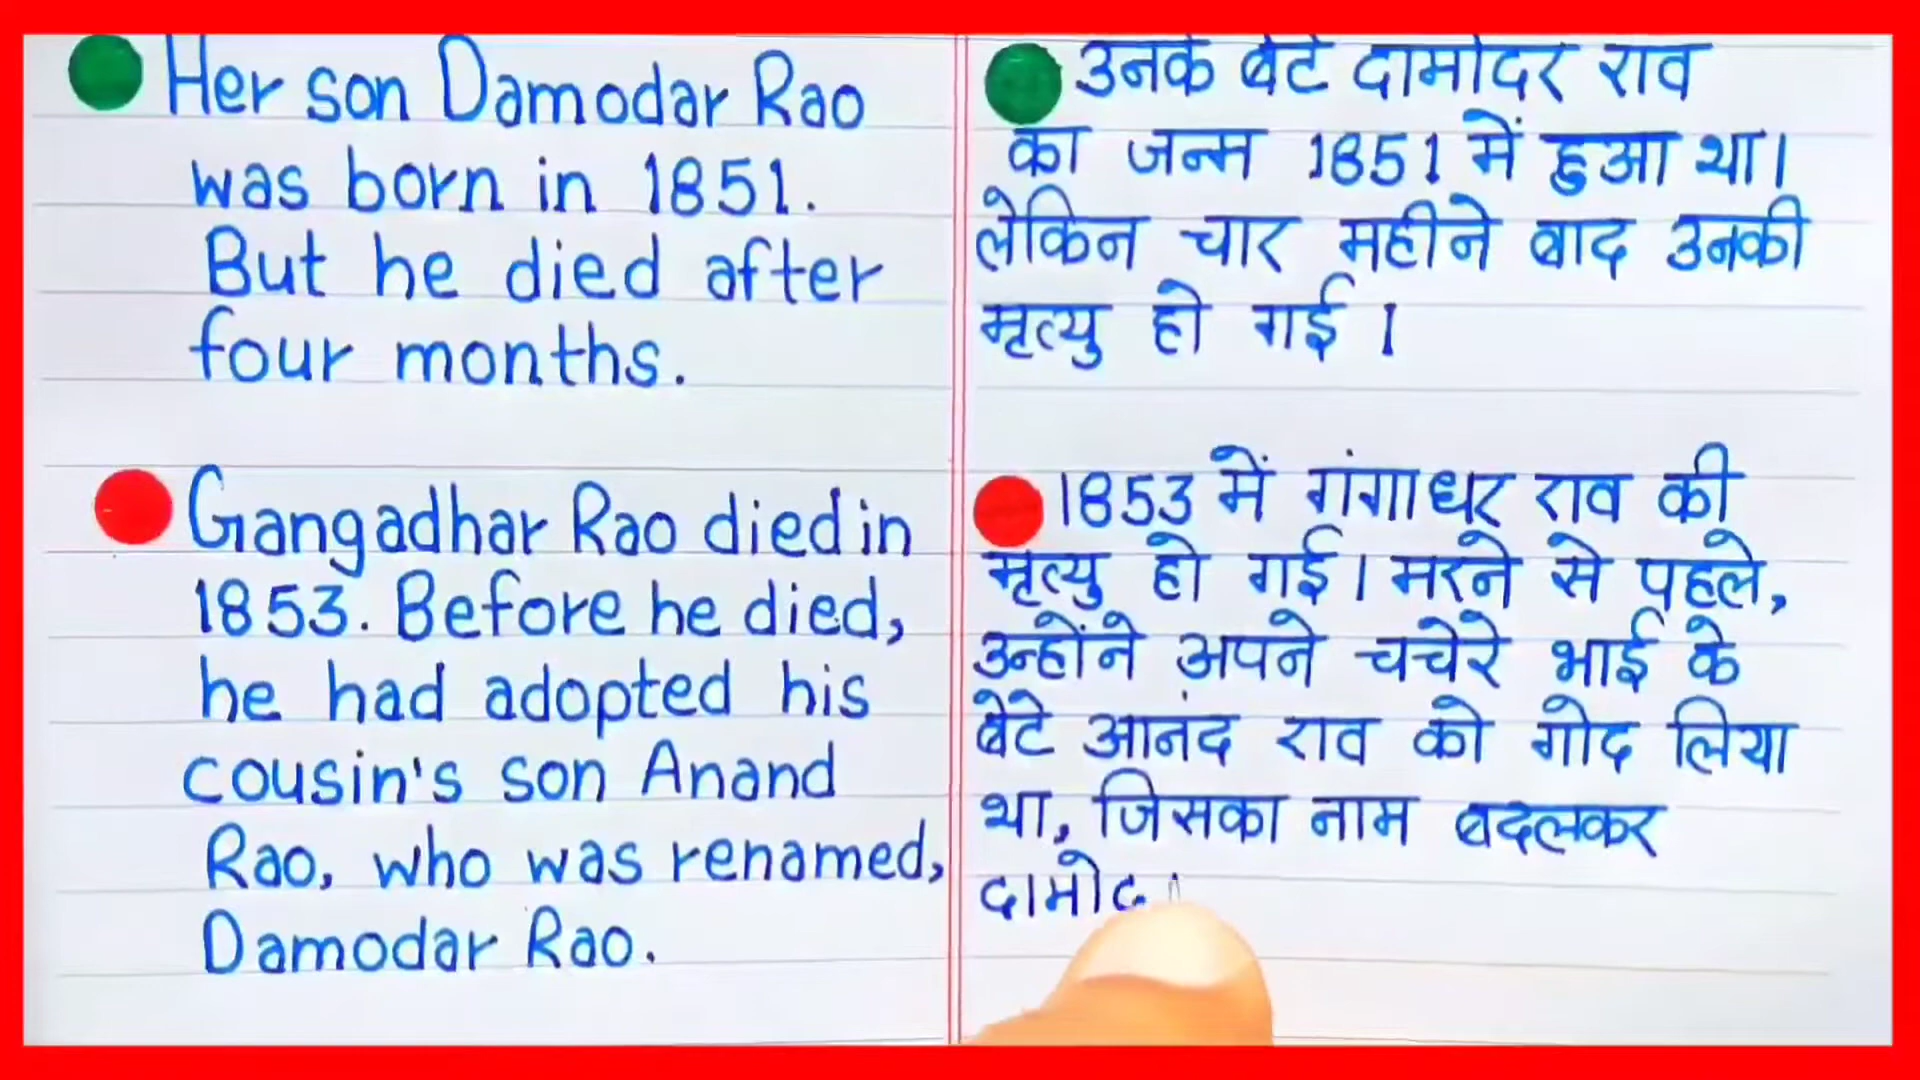 Her son Damodar Rao
was born in 1851.
But he died after
four months.
Gangadhar Rao died in
1853. Before he died,
he had adopted his
cousin's son Anand
Rao, who was renamed,
Damodar Rao.
उनके बेटे दामोदर राव
का जन्म 1851 में हुआ था।
लेकिन चार महीने बाद उनकी
मृत्यु हो गई।
1853 में गंगाधर राव की
मृत्यु हो गई। मरने से पहले,
उन्होंने अपने चचेरे भाई के
बेटे आनंद राव को गोद लिया
था, जिसका नाम बदलकर